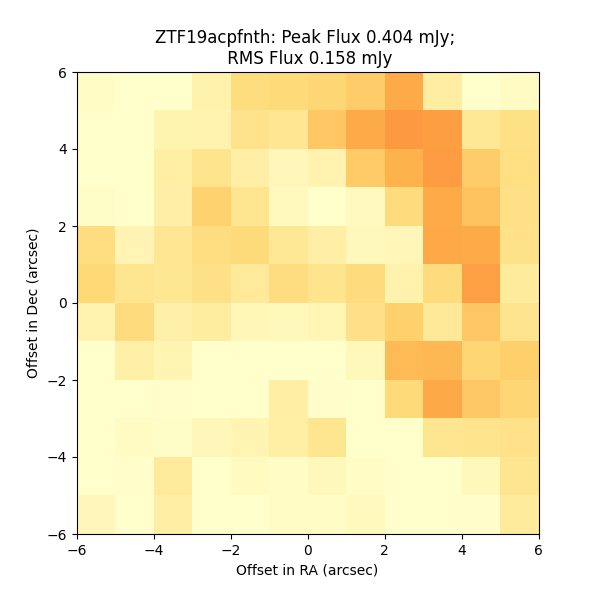 ZTF19acpfnth: Peak Flux 0.404 mJy;
RMS Flux 0.158 mJy
6
4
2
0
−2
−4
−6
Offset in Dec (arcsec)
−6 −4 −2 0 2 4 6
Offset in RA (arcsec)